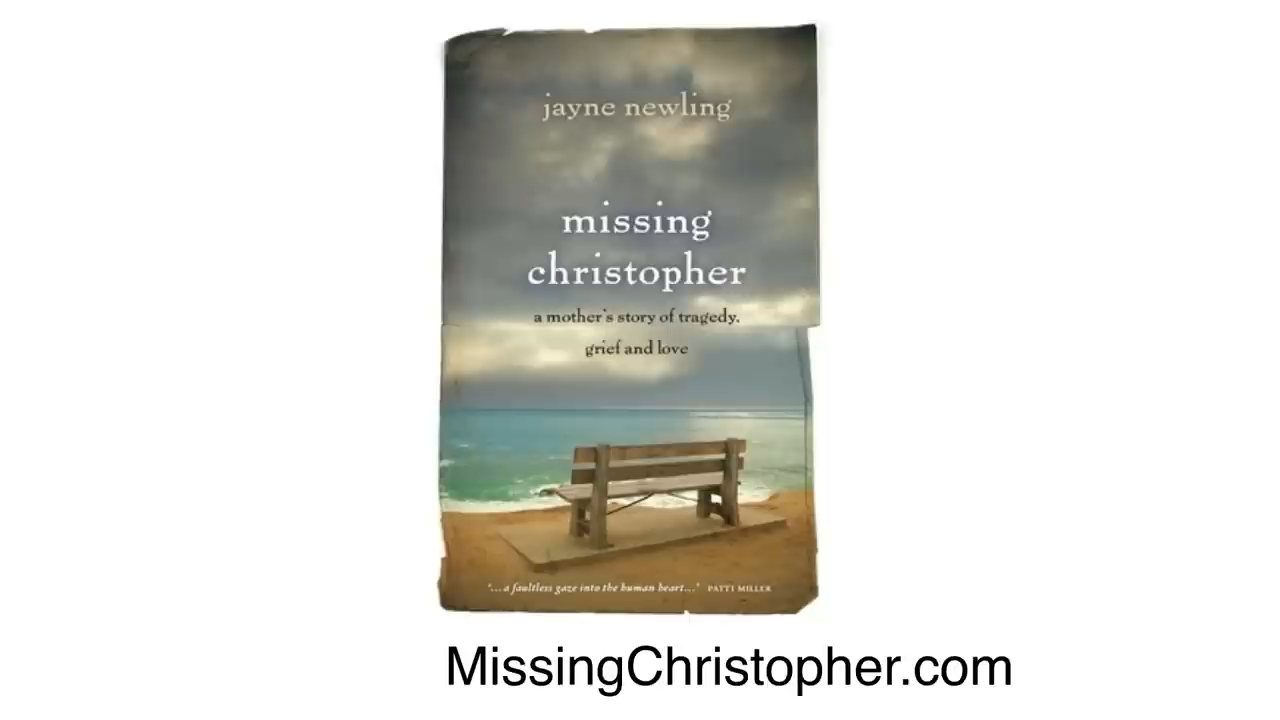 jayne newling
missing
christopher
a mother's story of tragedy,
grief and love
'...a faultless gaze into the human heart...' PATTI MILLER
MissingChristopher.com